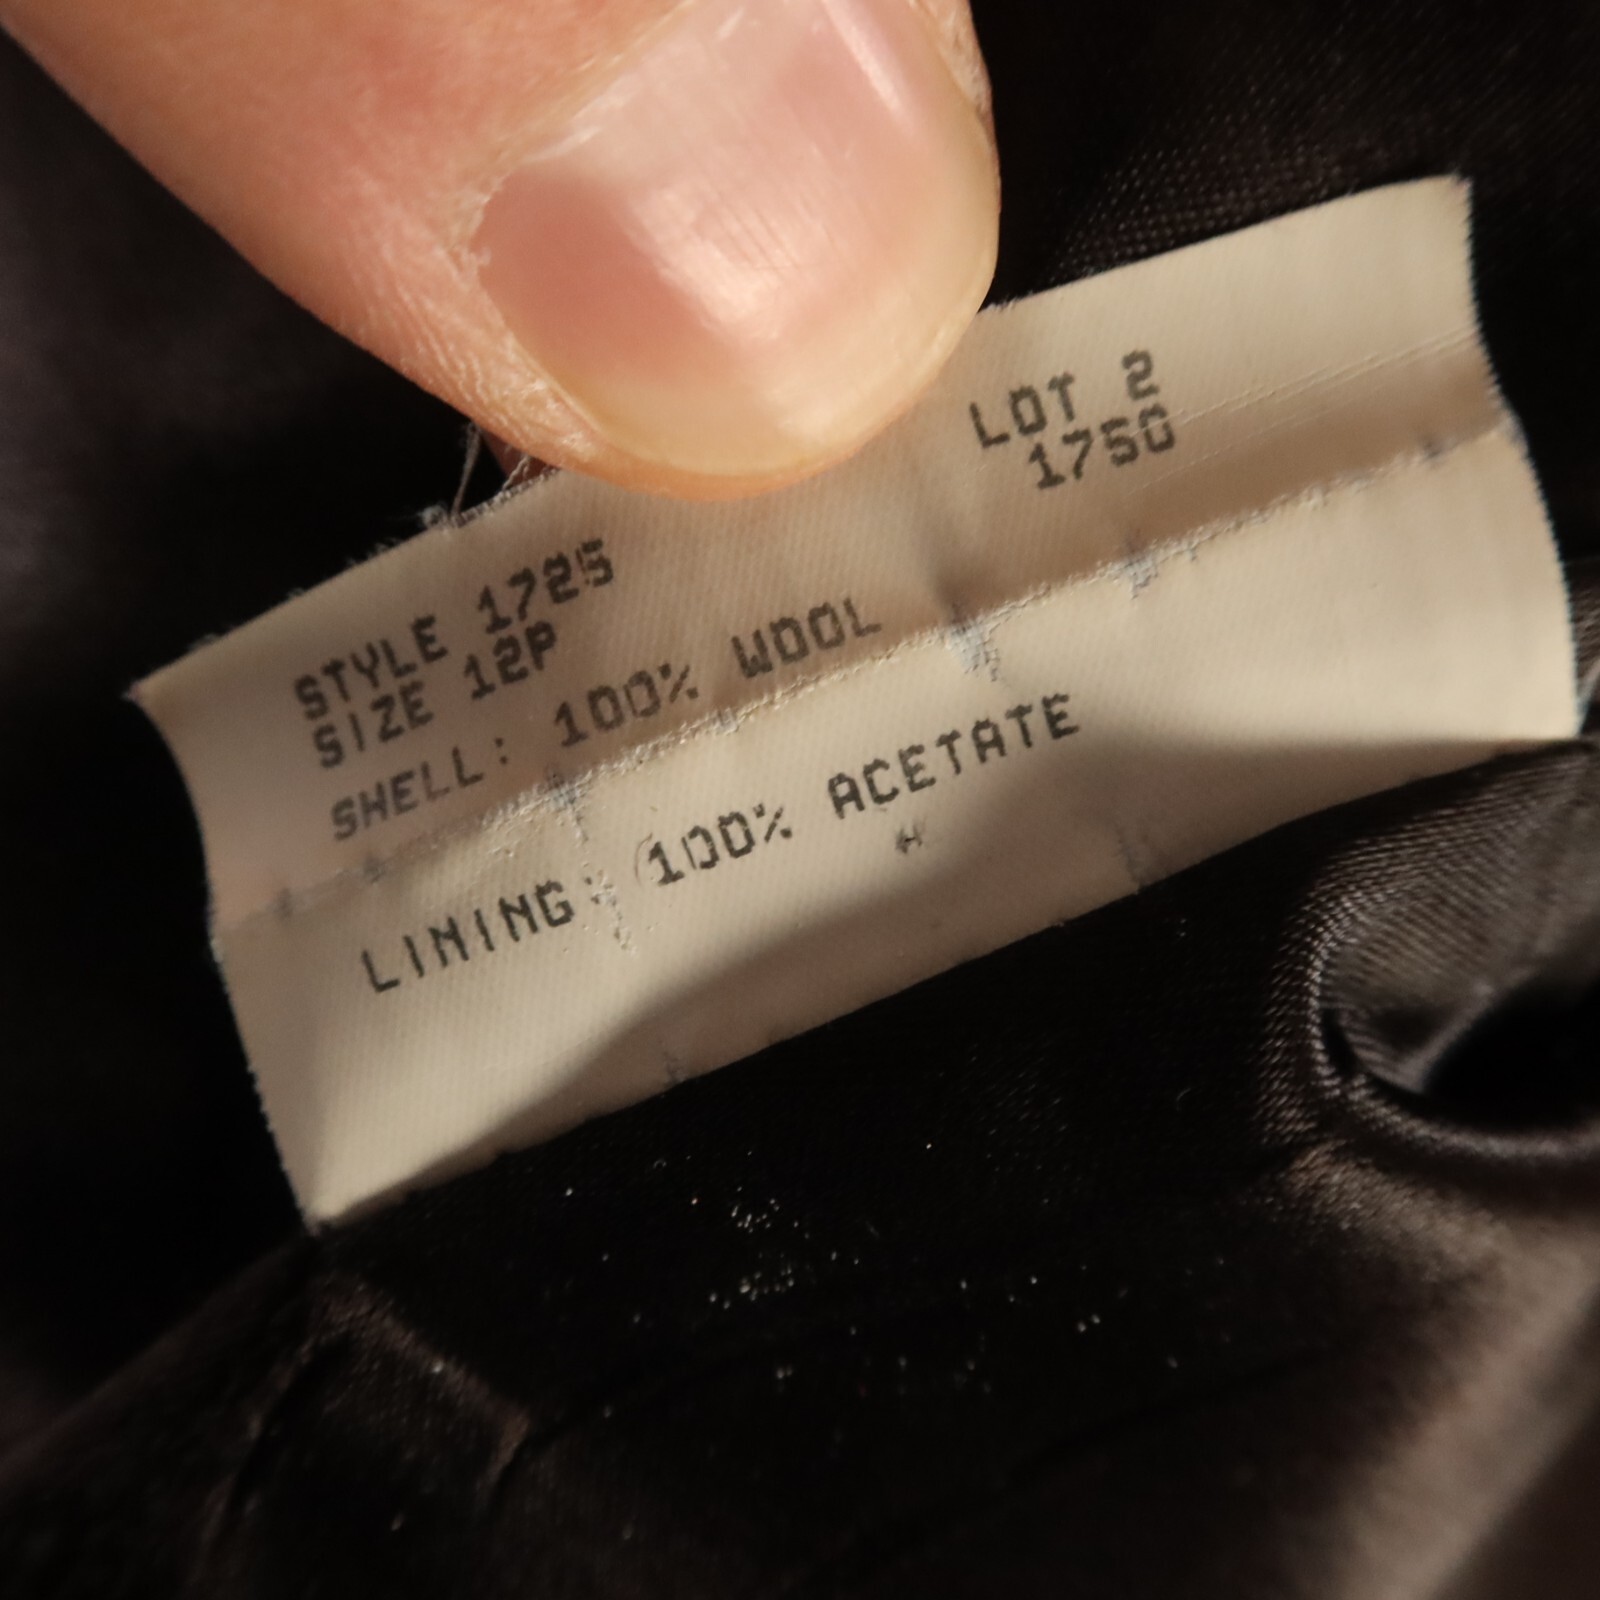 LOT 2
1750
STYLE 1725
SIZE 12P
SHELL: 100% WOOL
LINING: 100% ACETATE